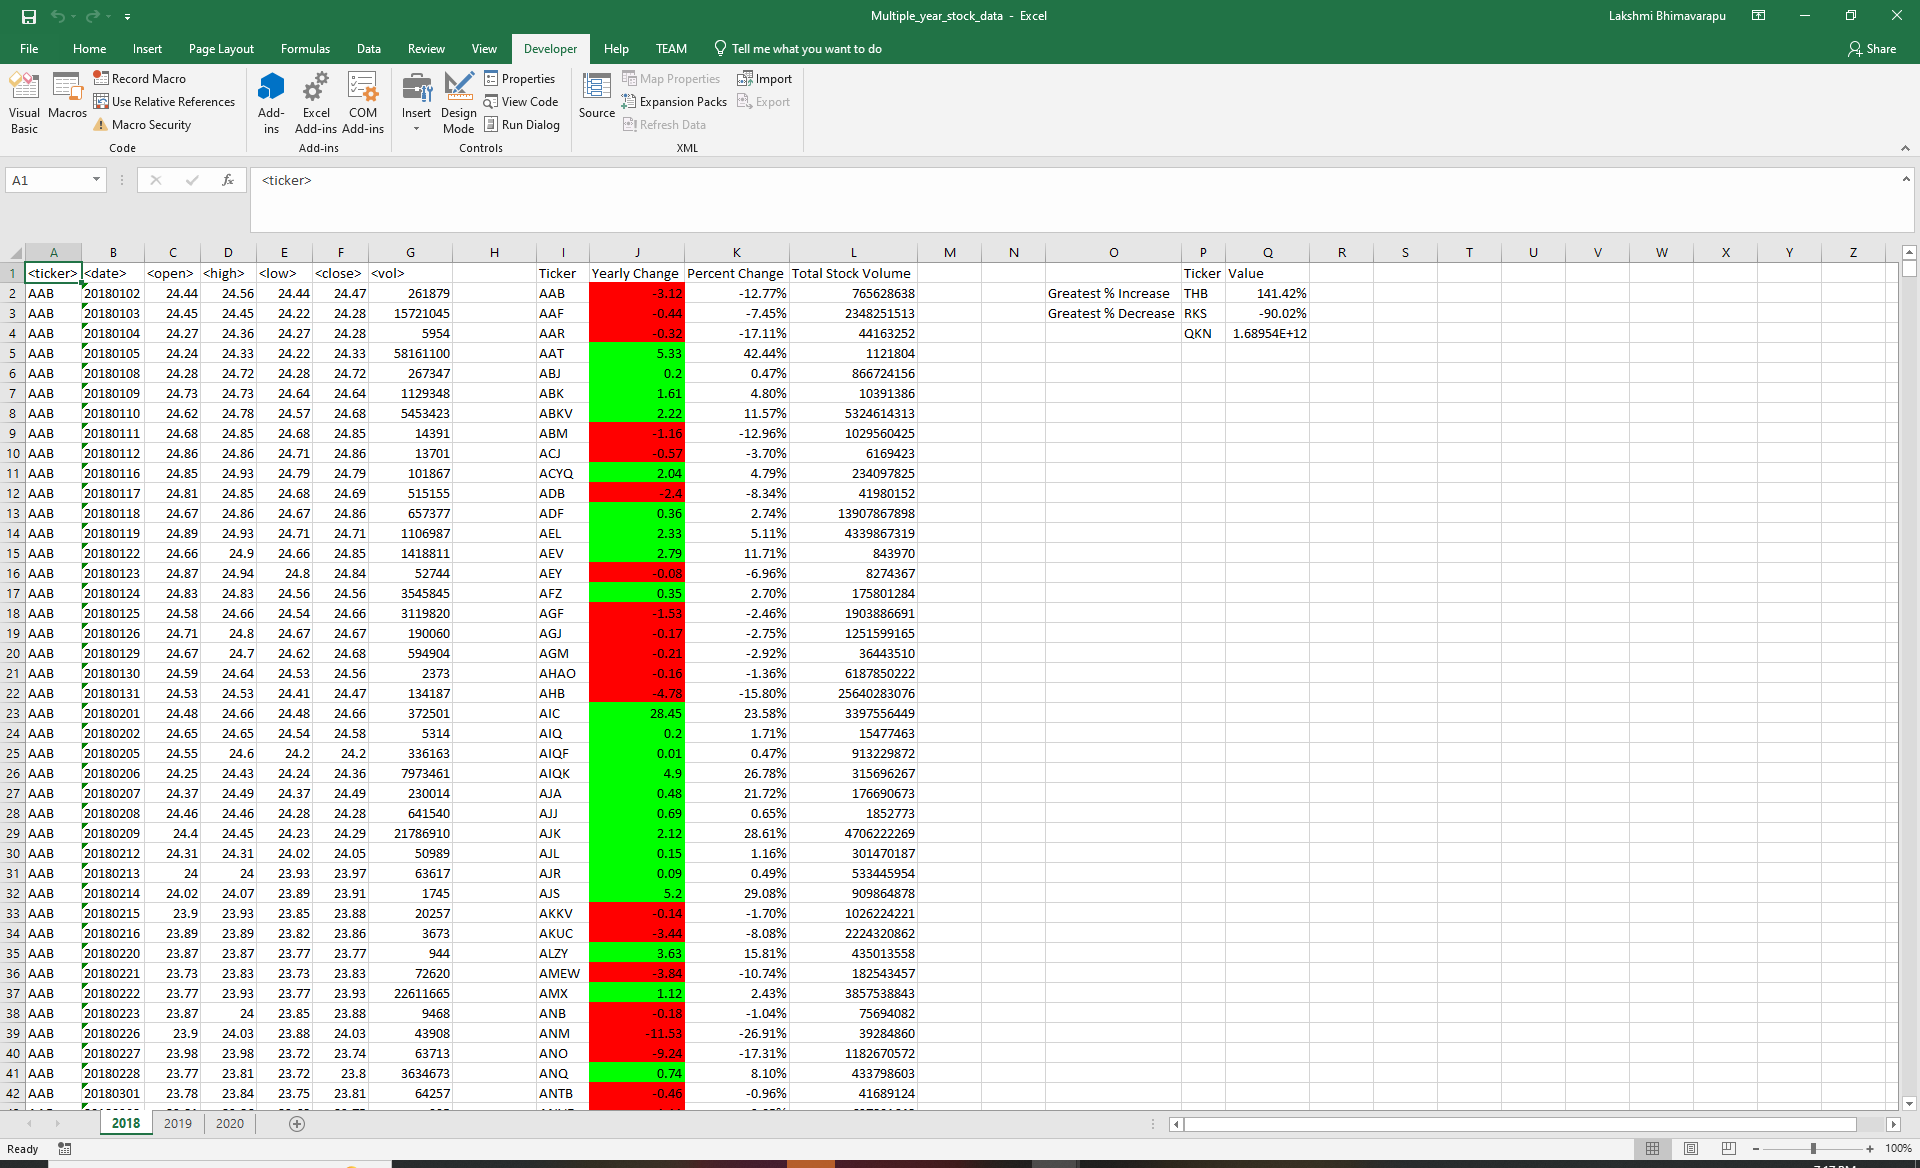 Multiple_year_stock_data - Excel
Lakshmi Bhimavarapu
File Home Insert Page Layout Formulas Data Review View Developer Help TEAM Tell me what you want to do Share
Visual Basic
Macros
Record Macro
Use Relative References
Macro Security
Code
Add-ins
Excel Add-ins
COM Add-ins
Add-ins
Insert
Design Mode
Properties
View Code
Run Dialog
Controls
Source
Map Properties
Expansion Packs
Refresh Data
Import
Export
XML
A1 fx <ticker>
A B C D E F G H I J K L M N O P Q R S T U V W X Y Z
1 <ticker> <date> <open> <high> <low> <close> <vol> Ticker Yearly Change Percent Change Total Stock Volume Ticker Value
2 AAB 20180102 24.44 24.56 24.44 24.47 261879 AAB -3.12 -12.77% 765628638 Greatest % Increase THB 141.42%
3 AAB 20180103 24.45 24.45 24.22 24.28 15721045 AAF -0.44 -7.45% 2348251513 Greatest % Decrease RKS -90.02%
4 AAB 20180104 24.27 24.36 24.27 24.28 5954 AAR -0.32 -17.11% 44163252 QKN 1.68954E+12
5 AAB 20180105 24.24 24.33 24.22 24.33 58161100 AAT 5.33 42.44% 1121804
6 AAB 20180108 24.28 24.72 24.28 24.72 267347 ABJ 0.2 0.47% 866724156
7 AAB 20180109 24.73 24.73 24.64 24.64 1129348 ABK 1.61 4.80% 10391386
8 AAB 20180110 24.62 24.78 24.57 24.68 5453423 ABKV 2.22 11.57% 5324614313
9 AAB 20180111 24.68 24.85 24.68 24.85 14391 ABM -1.16 -12.96% 1029560425
10 AAB 20180112 24.86 24.86 24.71 24.86 13701 ACJ -0.57 -3.70% 6169423
11 AAB 20180116 24.85 24.93 24.79 24.79 101867 ACYQ 2.04 4.79% 234097825
12 AAB 20180117 24.81 24.85 24.68 24.69 515155 ADB -2.4 -8.34% 41980152
13 AAB 20180118 24.67 24.86 24.67 24.86 657377 ADF 0.36 2.74% 13907867898
14 AAB 20180119 24.89 24.93 24.71 24.71 1106987 AEL 2.33 5.11% 4339867319
15 AAB 20180122 24.66 24.9 24.66 24.85 1418811 AEV 2.79 11.71% 843970
16 AAB 20180123 24.87 24.94 24.8 24.84 52744 AEY -0.08 -6.96% 8274367
17 AAB 20180124 24.83 24.83 24.56 24.56 3545845 AFZ 0.35 2.70% 175801284
18 AAB 20180125 24.58 24.66 24.54 24.66 3119820 AGF -1.53 -2.46% 1903886691
19 AAB 20180126 24.71 24.8 24.67 24.67 190060 AGJ -0.17 -2.75% 1251599165
20 AAB 20180129 24.67 24.7 24.62 24.68 594904 AGM -0.21 -2.92% 36443510
21 AAB 20180130 24.59 24.64 24.53 24.56 2373 AHAO -0.16 -1.36% 6187850222
22 AAB 20180131 24.53 24.53 24.41 24.47 134187 AHB -4.78 -15.80% 25640283076
23 AAB 20180201 24.48 24.66 24.48 24.66 372501 AIC 28.45 23.58% 3397556449
24 AAB 20180202 24.65 24.65 24.54 24.58 5314 AIQ 0.2 1.71% 15477463
25 AAB 20180205 24.55 24.6 24.2 24.2 336163 AIQF 0.01 0.47% 913229872
26 AAB 20180206 24.25 24.43 24.24 24.36 7973461 AIQK 4.9 26.78% 315696267
27 AAB 20180207 24.37 24.49 24.37 24.49 230014 AJA 0.48 21.72% 176690673
28 AAB 20180208 24.46 24.46 24.28 24.28 641540 AJJ 0.69 0.65% 1852773
29 AAB 20180209 24.4 24.45 24.23 24.29 21786910 AJK 2.12 28.61% 4706222269
30 AAB 20180212 24.31 24.31 24.02 24.05 50989 AJL 0.15 1.16% 301470187
31 AAB 20180213 24 24 23.93 23.97 63617 AJR 0.09 0.49% 533445954
32 AAB 20180214 24.02 24.07 23.89 23.91 1745 AJS 5.2 29.08% 909864878
33 AAB 20180215 23.9 23.93 23.85 23.88 20257 AKKV -0.14 -1.70% 1026224221
34 AAB 20180216 23.89 23.89 23.82 23.86 3673 AKUC -3.44 -8.08% 2224320862
35 AAB 20180220 23.87 23.87 23.77 23.77 944 ALZY 3.63 15.81% 435013558
36 AAB 20180221 23.73 23.83 23.73 23.83 72620 AMEW -3.84 -10.74% 182543457
37 AAB 20180222 23.77 23.93 23.77 23.93 22611665 AMX 1.12 2.43% 3857538843
38 AAB 20180223 23.87 24 23.85 23.88 9468 ANB -0.18 -1.04% 75694082
39 AAB 20180226 23.9 24.03 23.88 24.03 43908 ANM -11.53 -26.91% 39284860
40 AAB 20180227 23.98 23.98 23.72 23.74 63713 ANO -9.24 -17.31% 1182670572
41 AAB 20180228 23.77 23.81 23.72 23.8 3634673 ANQ 0.74 8.10% 433798603
42 AAB 20180301 23.78 23.84 23.75 23.81 64257 ANTB -0.46 -0.96% 41689124
2018 2019 2020
Ready 100%